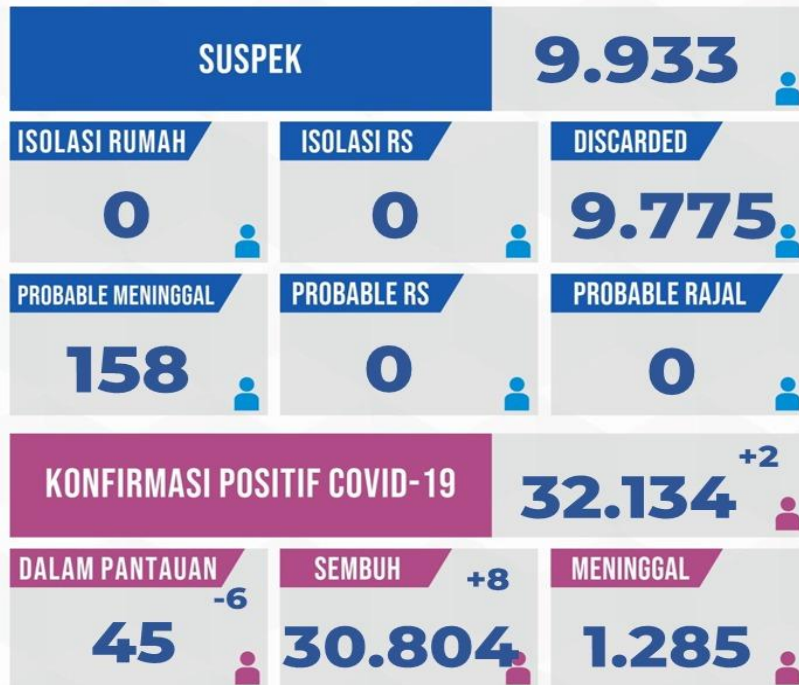 SUSPEK 9.933
ISOLASI RUMAH ISOLASI RS DISCARDED
0 0 9.775
PROBABLE MENINGGAL PROBABLE RS PROBABLE RAJAL
158 0 0
KONFIRMASI POSITIF COVID-19 32.134 +2
DALAM PANTAUAN SEMBUH MENINGGAL
-6 +8
45 30.804 1.285